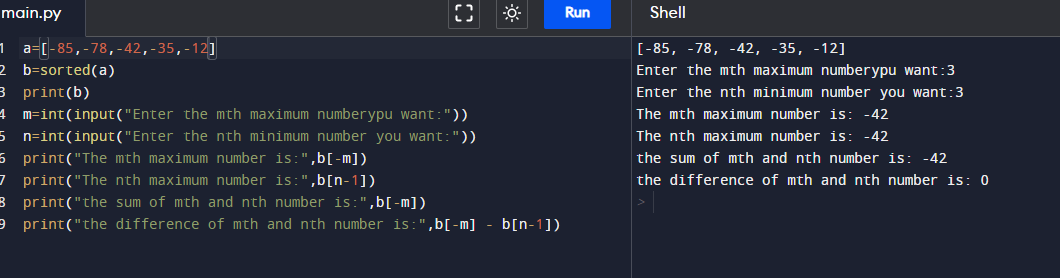 main.py
Run
Shell
1 a=[-85,-78,-42,-35,-12]
2 b=sorted(a)
3 print(b)
4 m=int(input("Enter the mth maximum numberypu want:"))
5 n=int(input("Enter the nth minimum number you want:"))
6 print("The mth maximum number is:",b[-m])
7 print("The nth maximum number is:",b[n-1])
8 print("the sum of mth and nth number is:",b[-m])
9 print("the difference of mth and nth number is:",b[-m] - b[n-1])
[-85, -78, -42, -35, -12]
Enter the mth maximum numberypu want:3
Enter the nth minimum number you want:3
The mth maximum number is: -42
The nth maximum number is: -42
the sum of mth and nth number is: -42
the difference of mth and nth number is: 0
>